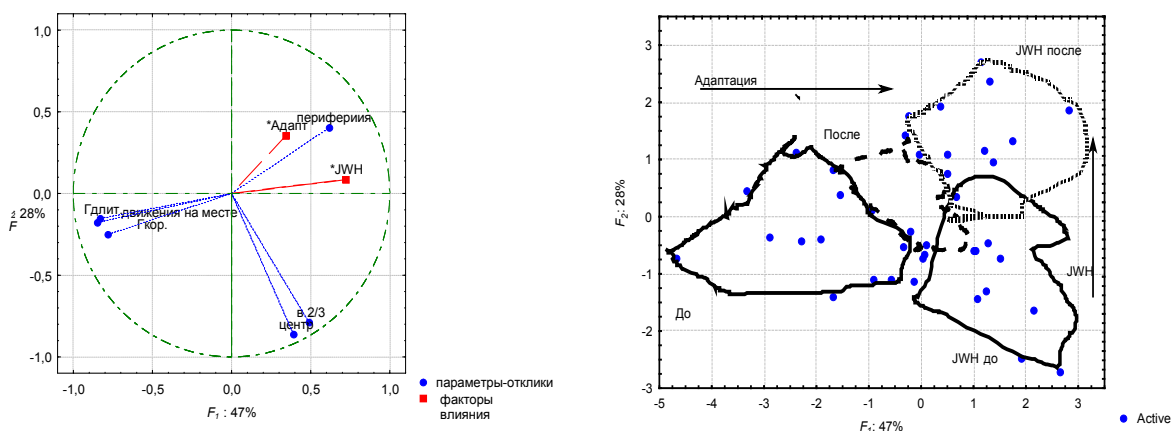 1,0
0,5
0,0
-0,5
-1,0
28%
*Адапт
перифериия
*JWH
Гдлит
движения на месте
Гкор.
в.2/3
центр
-1,0 -0,5 0,0 0,5 1,0
F₁ : 47%
параметры-отклики
факторы
влияния
3
2
1
0
-1
-2
-3
F₂: 28%
JWH после
Адаптация
После
До
JWH
JWH до
-5 -4 -3 -2 -1 0 1 2 3
F₁: 47%
Active